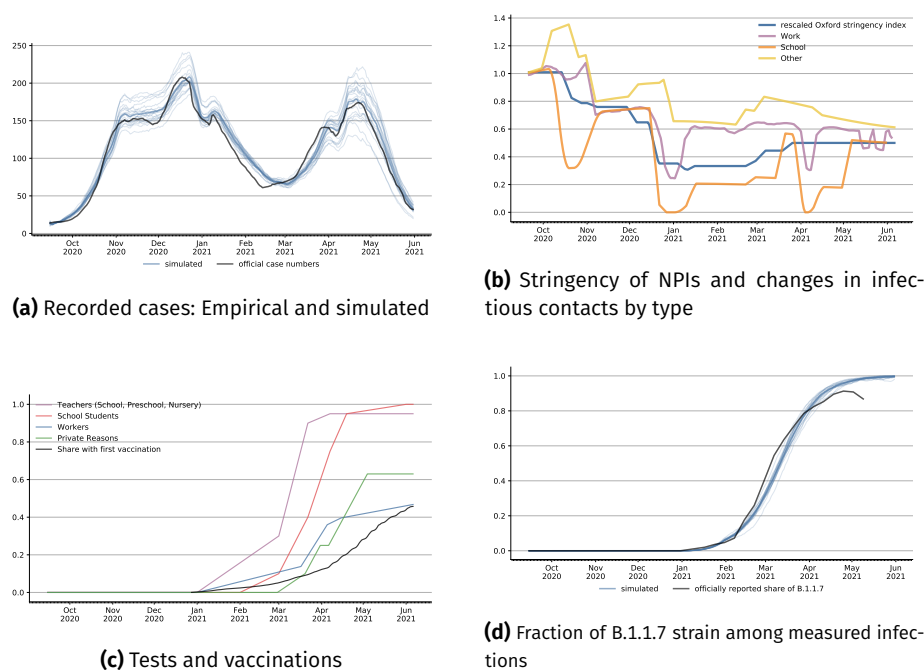 250
200
150
100
50
0
Oct
2020
Nov
2020
Dec
2020
Jan
2021
Feb
2021
Mar
2021
Apr
2021
May
2021
Jun
2021
simulated
official case numbers
(a) Recorded cases: Empirical and simulated
1.4
1.2
1.0
0.8
0.6
0.4
0.2
0.0
rescaled Oxford stringency index
Work
School
Other
Oct
2020
Nov
2020
Dec
2020
Jan
2021
Feb
2021
Mar
2021
Apr
2021
May
2021
Jun
2021
(b) Stringency of NPIs and changes in infec-
tious contacts by type
1.0
0.8
0.6
0.4
0.2
0.0
Teachers (School, Preschool, Nursery)
School Students
Workers
Private Reasons
Share with first vaccination
Oct
2020
Nov
2020
Dec
2020
Jan
2021
Feb
2021
Mar
2021
Apr
2021
May
2021
Jun
2021
(c) Tests and vaccinations
1.0
0.8
0.6
0.4
0.2
0.0
Oct
2020
Nov
2020
Dec
2020
Jan
2021
Feb
2021
Mar
2021
Apr
2021
May
2021
Jun
2021
simulated
officially reported share of B.1.1.7
(d) Fraction of B.1.1.7 strain among measured infec-
tions